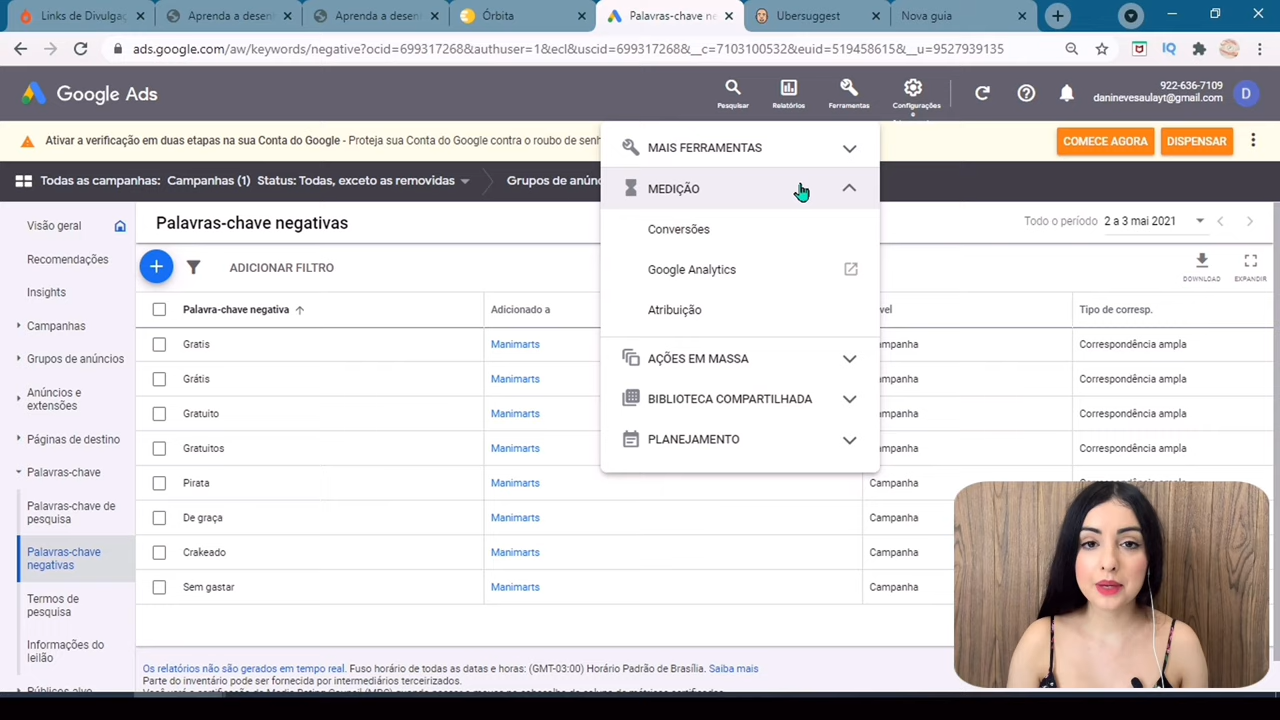 Links de Divulgaç
Aprenda a desen
Aprenda a desen
Órbita
Palavras-chave ne
Ubersuggest
Nova guia
ads.google.com/aw/keywords/negative?ocid=699317268&authuser=1&ecl&uscid=699317268&__c=7103100532&euid=519458615&__u=9527939135
Google Ads
Pesquisar
Relatórios
Ferramentas
Configurações
922-636-7109
daninevesaulayt@gmail.com
D
Ativar a verificação em duas etapas na sua Conta do Google - Proteja sua Conta do Google contra o roubo de senh
COMECE AGORA
DISPENSAR
Todas as campanhas: Campanhas (1) Status: Todas, exceto as removidas
Grupos de anúnc
MAIS FERRAMENTAS
MEDIÇÃO
Conversões
Google Analytics
Atribuição
AÇÕES EM MASSA
BIBLIOTECA COMPARTILHADA
PLANEJAMENTO
Visão geral
Recomendações
Insights
Campanhas
Grupos de anúncios
Anúncios e
extensões
Páginas de destino
Palavras-chave
Palavras-chave de
pesquisa
Palavras-chave
negativas
Termos de
pesquisa
Informações do
leilão
Públicos alvo
Palavras-chave negativas
Todo o período 2 a 3 mai 2021
ADICIONAR FILTRO
DOWNLOAD
EXPANDIR
Palavra-chave negativa
Adicionado a
vel
Tipo de corresp.
Gratis
Manimarts
Correspondência ampla
Grátis
Manimarts
Correspondência ampla
Gratuito
Manimarts
Correspondência ampla
Gratuitos
Manimarts
Correspondência ampla
Pirata
Manimarts
Campanha
De graça
Manimarts
Campanha
Crakeado
Manimarts
Campanha
Sem gastar
Manimarts
Campanha
Os relatórios não são gerados em tempo real. Fuso horário de todas as datas e horas: (GMT-03:00) Horário Padrão de Brasília. Saiba mais
Parte do inventário pode ser fornecida por intermediários terceirizados.